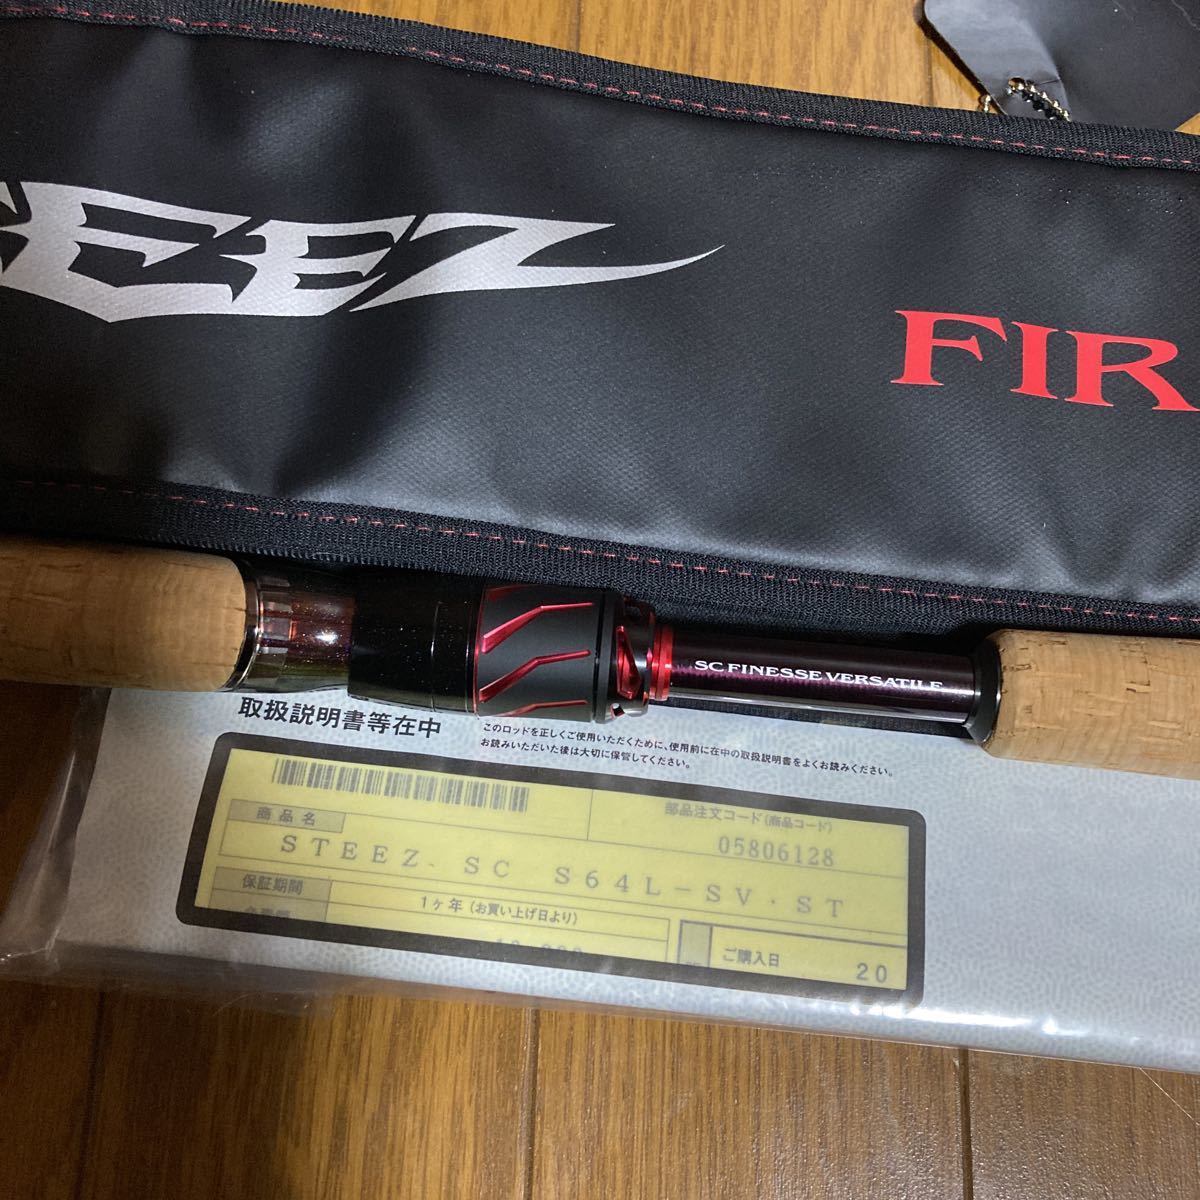 EEZ
FIR
SC FINESSE VERSATILE
取扱説明書等在中
このロッドを正しくご使用いただくために、使用前に在中の取扱説明書をよくお読みください。
お読みいただいた後は大切に保管してください。
部品注文コード(商品コード)
05806128
商品名
STEEZ SC S64L-SV・ST
保証期間
1ヶ年(お買い上げ日より)
ご購入日
20